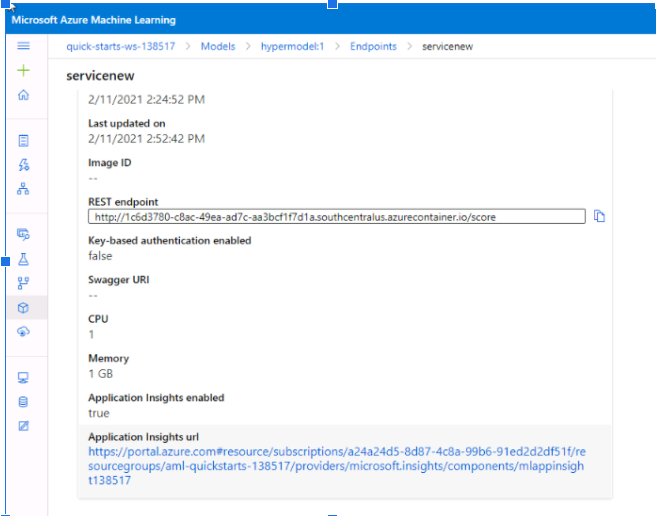 Microsoft Azure Machine Learning
quick-starts-ws-138517 > Models > hypermodel:1 > Endpoints > servicenew
servicenew
2/11/2021 2:24:52 PM
Last updated on
2/11/2021 2:52:42 PM
Image ID
--
REST endpoint
http://1c6d3780-c8ac-49ea-ad7c-aa3bcf1f7d1a.southcentralus.azurecontainer.io/score
Key-based authentication enabled
false
Swagger URI
--
CPU
1
Memory
1 GB
Application Insights enabled
true
Application Insights url
https://portal.azure.com#resource/subscriptions/a24a24d5-8d87-4c8a-99b6-91ed2d2df51f/re
sourcegroups/aml-quickstarts-138517/providers/microsoft.insights/components/mlappinsigh
t138517